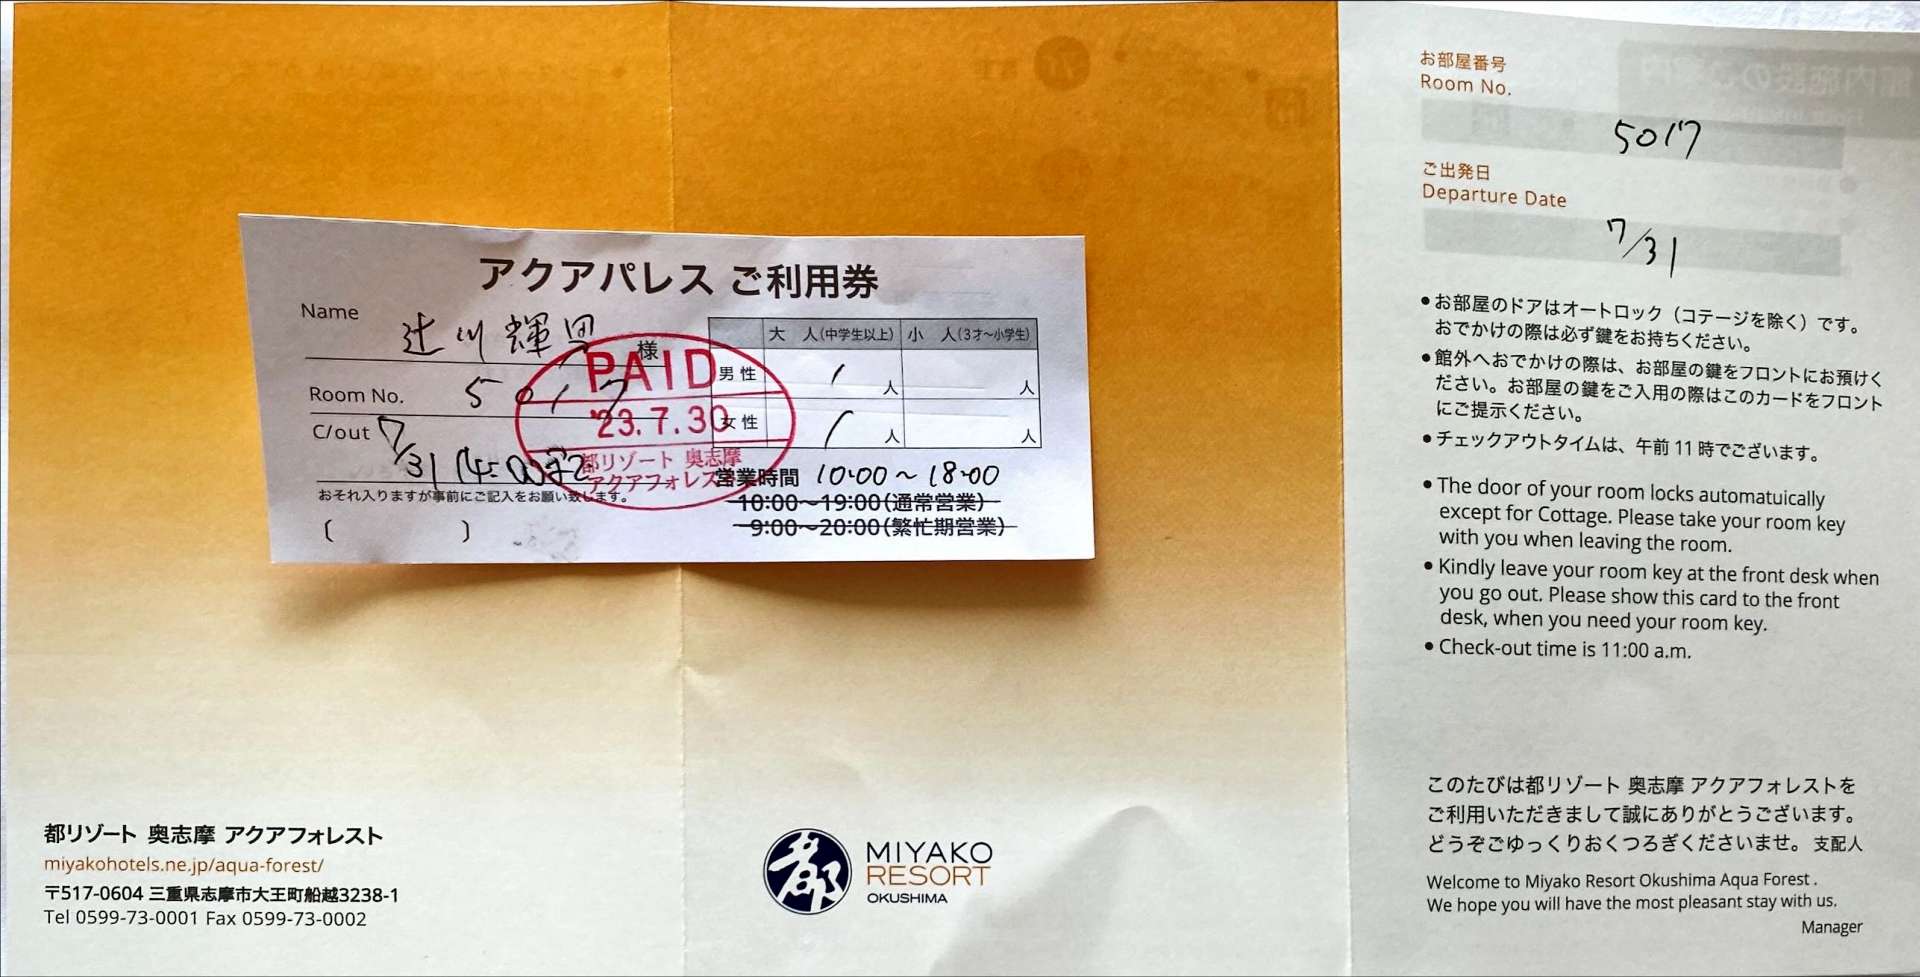 アクアパレス ご利用券
Name 辻川 輝男 様
Room No. 5017
C/out 7/31 14:00まで
おそれ入りますが事前にご記入をお願い致します。
〔 〕
大 人(中学生以上) 小 人(3才～小学生)
男性 1 人 人
女性 1 人 人
営業時間 10:00～18:00
10:00～19:00(通常営業)
9:00～20:00(繁忙期営業)
PAID
'23.7.30
都リゾート 奥志摩
アクアフォレスト
都リゾート 奥志摩 アクアフォレスト
miyakohotels.ne.jp/aqua-forest/
〒517-0604 三重県志摩市大王町船越3238-1
Tel 0599-73-0001 Fax 0599-73-0002
都
MIYAKO
RESORT
OKUSHIMA
お部屋番号
Room No.
5017
ご出発日
Departure Date
7/31
●お部屋のドアはオートロック（コテージを除く）です。
おでかけの際は必ず鍵をお持ちください。
●館外へおでかけの際は、お部屋の鍵をフロントにお預けく
ださい。お部屋の鍵をご入用の際はこのカードをフロント
にご提示ください。
●チェックアウトタイムは、午前11時でございます。
●The door of your room locks automatuically
except for Cottage. Please take your room key
with you when leaving the room.
●Kindly leave your room key at the front desk when
you go out. Please show this card to the front
desk, when you need your room key.
●Check-out time is 11:00 a.m.
このたびは都リゾート 奥志摩 アクアフォレストを
ご利用いただきまして誠にありがとうございます。
どうぞごゆっくりおくつろぎくださいませ。 支配人
Welcome to Miyako Resort Okushima Aqua Forest .
We hope you will have the most pleasant stay with us.
Manager